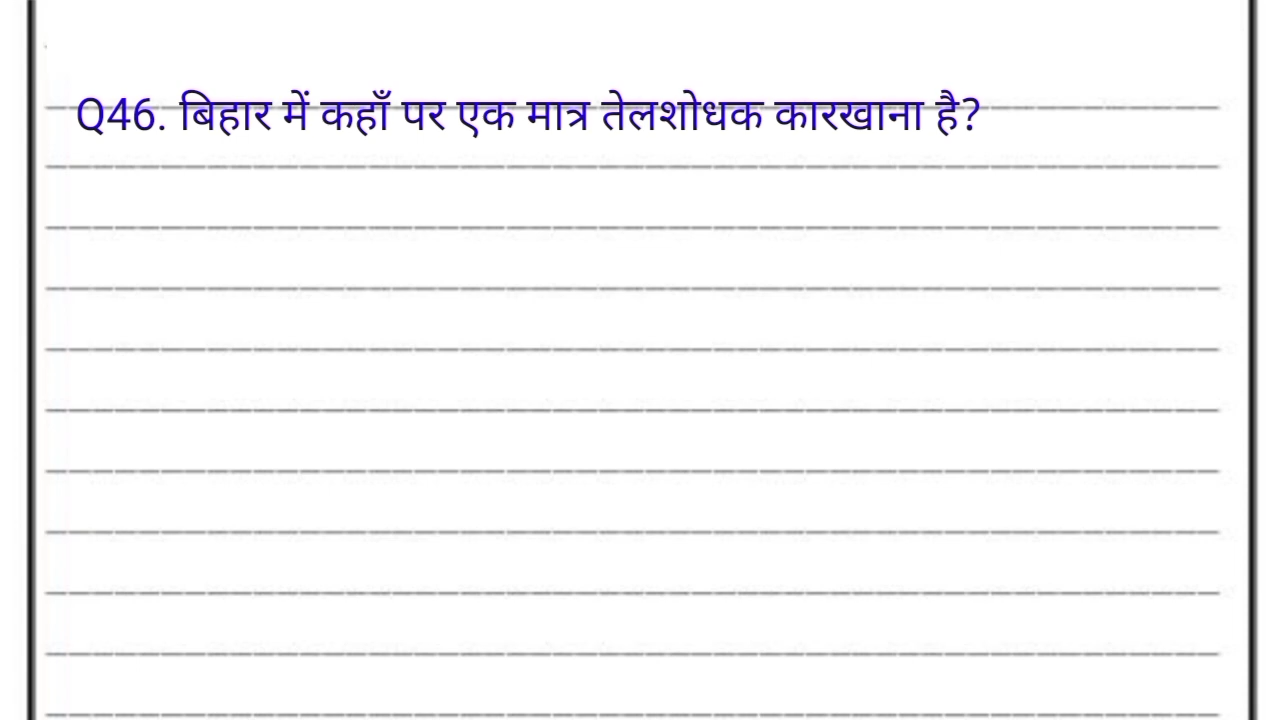 Q46. बिहार में कहाँ पर एक मात्र तेलशोधक कारखाना है?